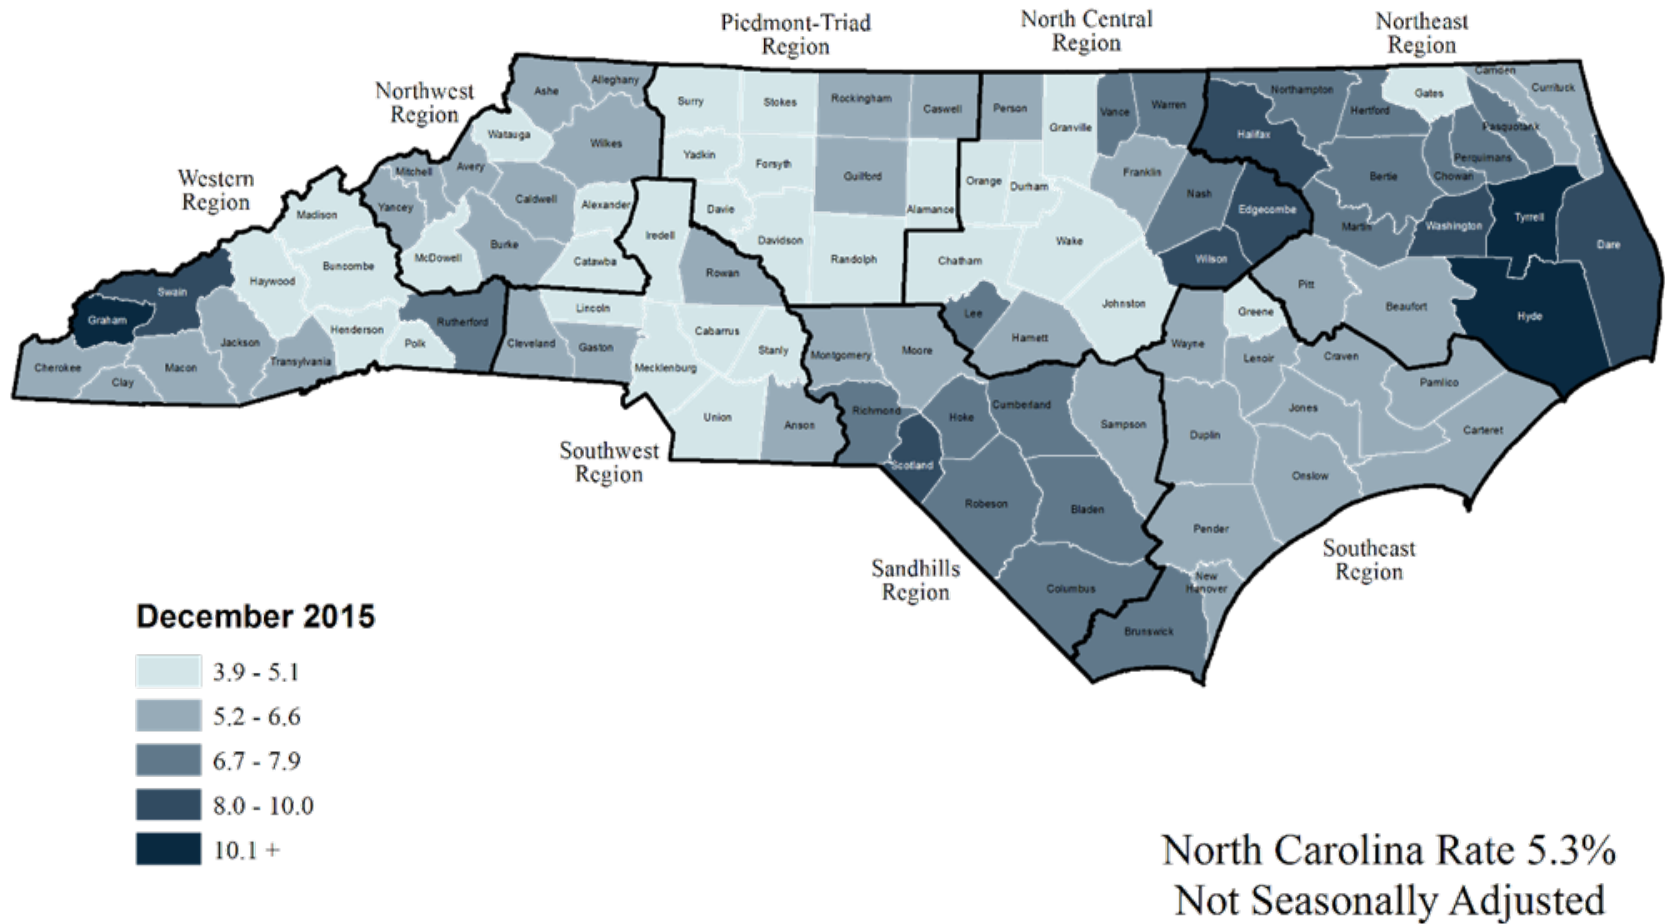 Piedmont-Triad
Region
North Central
Region
Northeast
Region
Northwest
Region
Western
Region
Southwest
Region
Sandhills
Region
Southeast
Region
Ashe
Alleghany
Surry
Stokes
Rockingham
Caswell
Person
Granville
Vance
Warren
Northampton
Hertford
Gates
Camden
Currituck
Watauga
Wilkes
Yadkin
Forsyth
Guilford
Alamance
Orange
Durham
Franklin
Halifax
Pasquotank
Perquimans
Chowan
Bertie
Mitchell
Avery
Yancey
Caldwell
Alexander
Davie
Iredell
Nash
Edgecombe
Martin
Washington
Tyrrell
Dare
Madison
Buncombe
McDowell
Burke
Catawba
Rowan
Davidson
Randolph
Chatham
Wake
Wilson
Haywood
Swain
Graham
Jackson
Henderson
Polk
Rutherford
Cleveland
Lincoln
Gaston
Cabarrus
Stanly
Mecklenburg
Montgomery
Moore
Lee
Harnett
Johnston
Wayne
Greene
Pitt
Beaufort
Hyde
Cherokee
Clay
Macon
Transylvania
Union
Anson
Richmond
Scotland
Hoke
Cumberland
Sampson
Lenoir
Craven
Pamlico
Jones
Carteret
Duplin
Onslow
Robeson
Bladen
Pender
Columbus
New
Hanover
Brunswick
December 2015
3.9 - 5.1
5.2 - 6.6
6.7 - 7.9
8.0 - 10.0
10.1 +
North Carolina Rate 5.3%
Not Seasonally Adjusted